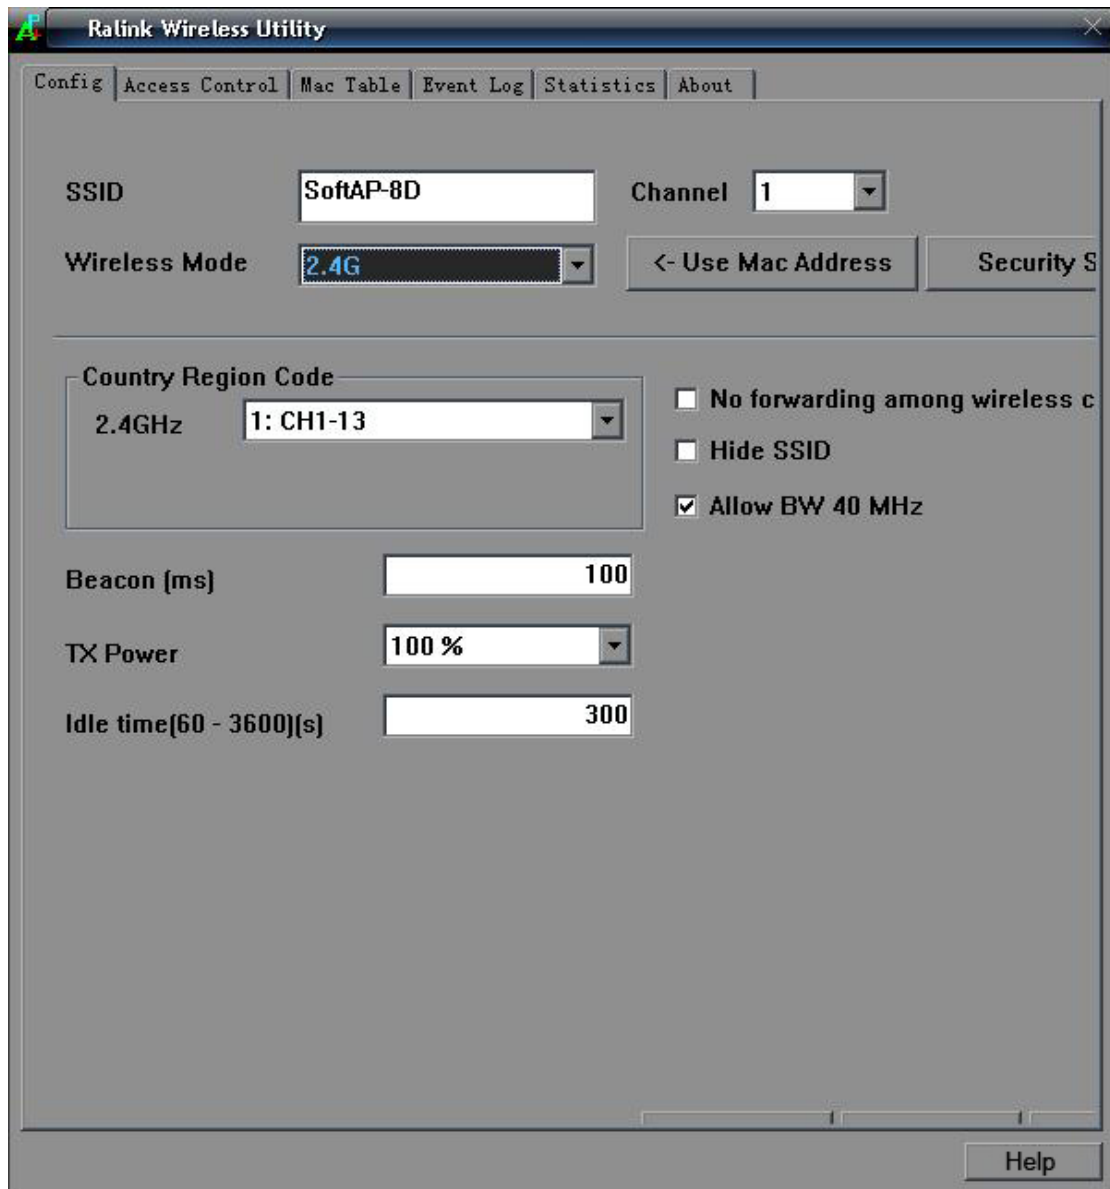 Ralink Wireless Utility
Config Access Control Mac Table Event Log Statistics About
SSID SoftAP-8D Channel 1
Wireless Mode 2.4G <- Use Mac Address Security S
Country Region Code
2.4GHz 1: CH1-13
No forwarding among wireless c
Hide SSID
Allow BW 40 MHz
Beacon (ms) 100
TX Power 100 %
Idle time(60 - 3600)(s) 300
Help